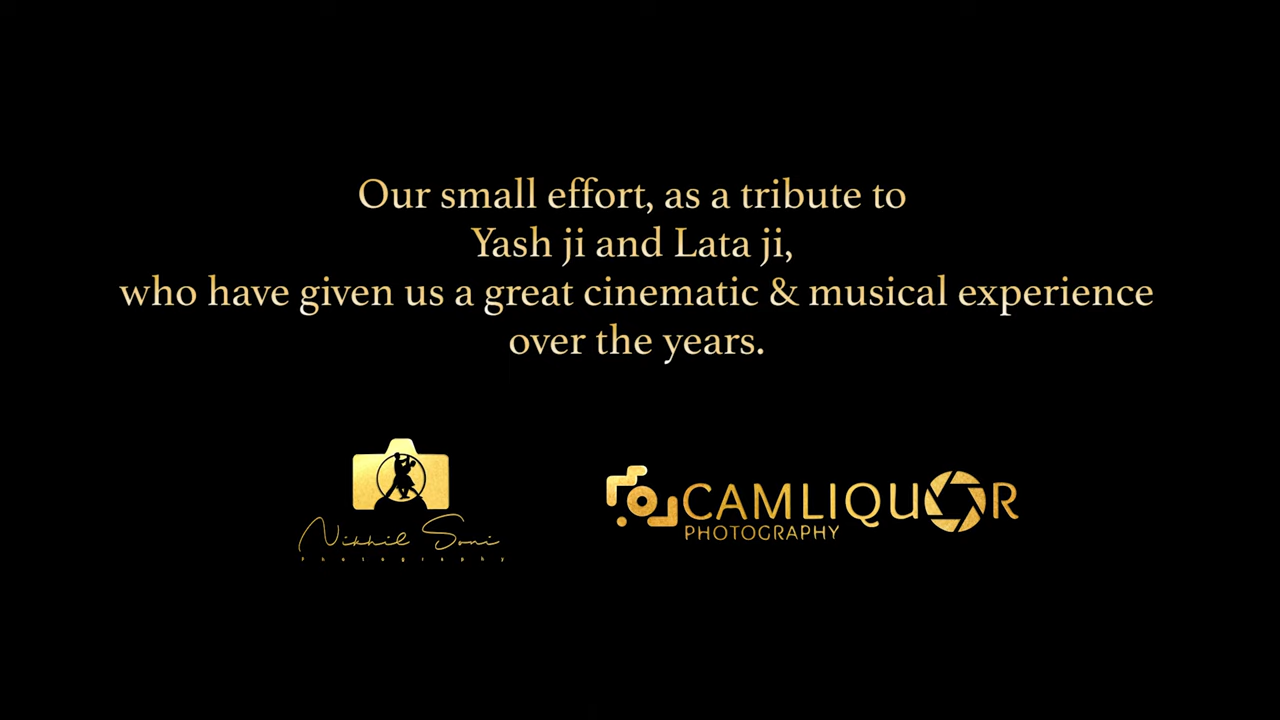 Our small effort, as a tribute to
Yash ji and Lata ji,
who have given us a great cinematic & musical experience
over the years.
Nikhil Soni
Photography
CAMLIQUOR
PHOTOGRAPHY